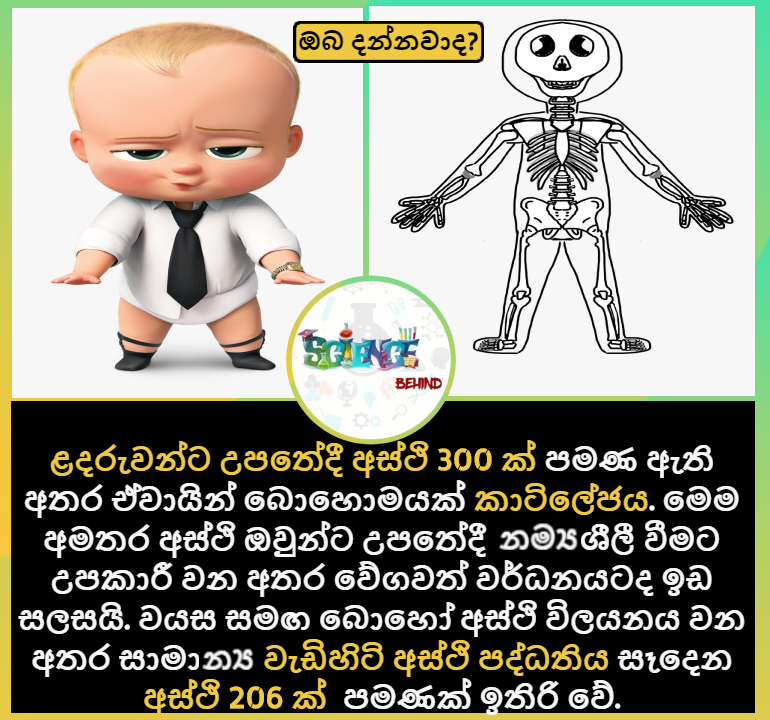 ඔබ දන්නවාද?
SCIENCE
BEHIND
ළදරුවන්ට උපතේදී අස්ථි 300 ක් පමණ ඇති
අතර ඒවායින් බොහොමයක් කාටිලේජය. මෙම
අමතර අස්ථි ඔවුන්ට උපතේදී නම්‍යශීලී වීමට
උපකාරී වන අතර වේගවත් වර්ධනයටද ඉඩ
සලසයි. වයස සමඟ බොහෝ අස්ථි විලයනය වන
අතර සාමාන්‍ය වැඩිහිටි අස්ථි පද්ධතිය සෑදෙන
අස්ථි 206 ක් පමණක් ඉතිරි වේ.